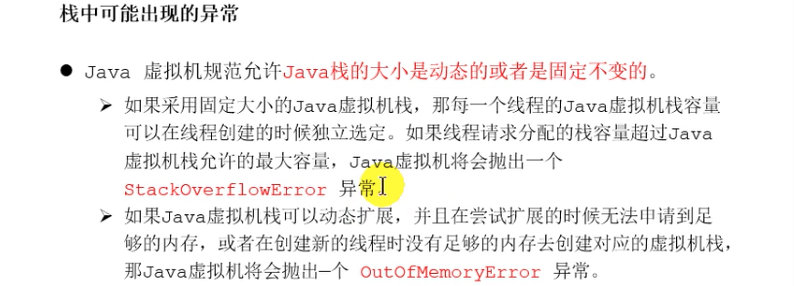 栈中可能出现的异常
● Java 虚拟机规范允许Java栈的大小是动态的或者是固定不变的。
➢ 如果采用固定大小的Java虚拟机栈，那每一个线程的Java虚拟机栈容量
可以在线程创建的时候独立选定。如果线程请求分配的栈容量超过Java
虚拟机栈允许的最大容量，Java虚拟机将会抛出一个
StackOverflowError 异常
➢ 如果Java虚拟机栈可以动态扩展，并且在尝试扩展的时候无法申请到足
够的内存，或者在创建新的线程时没有足够的内存去创建对应的虚拟机栈，
那Java虚拟机将会抛出一个 OutOfMemoryError 异常。